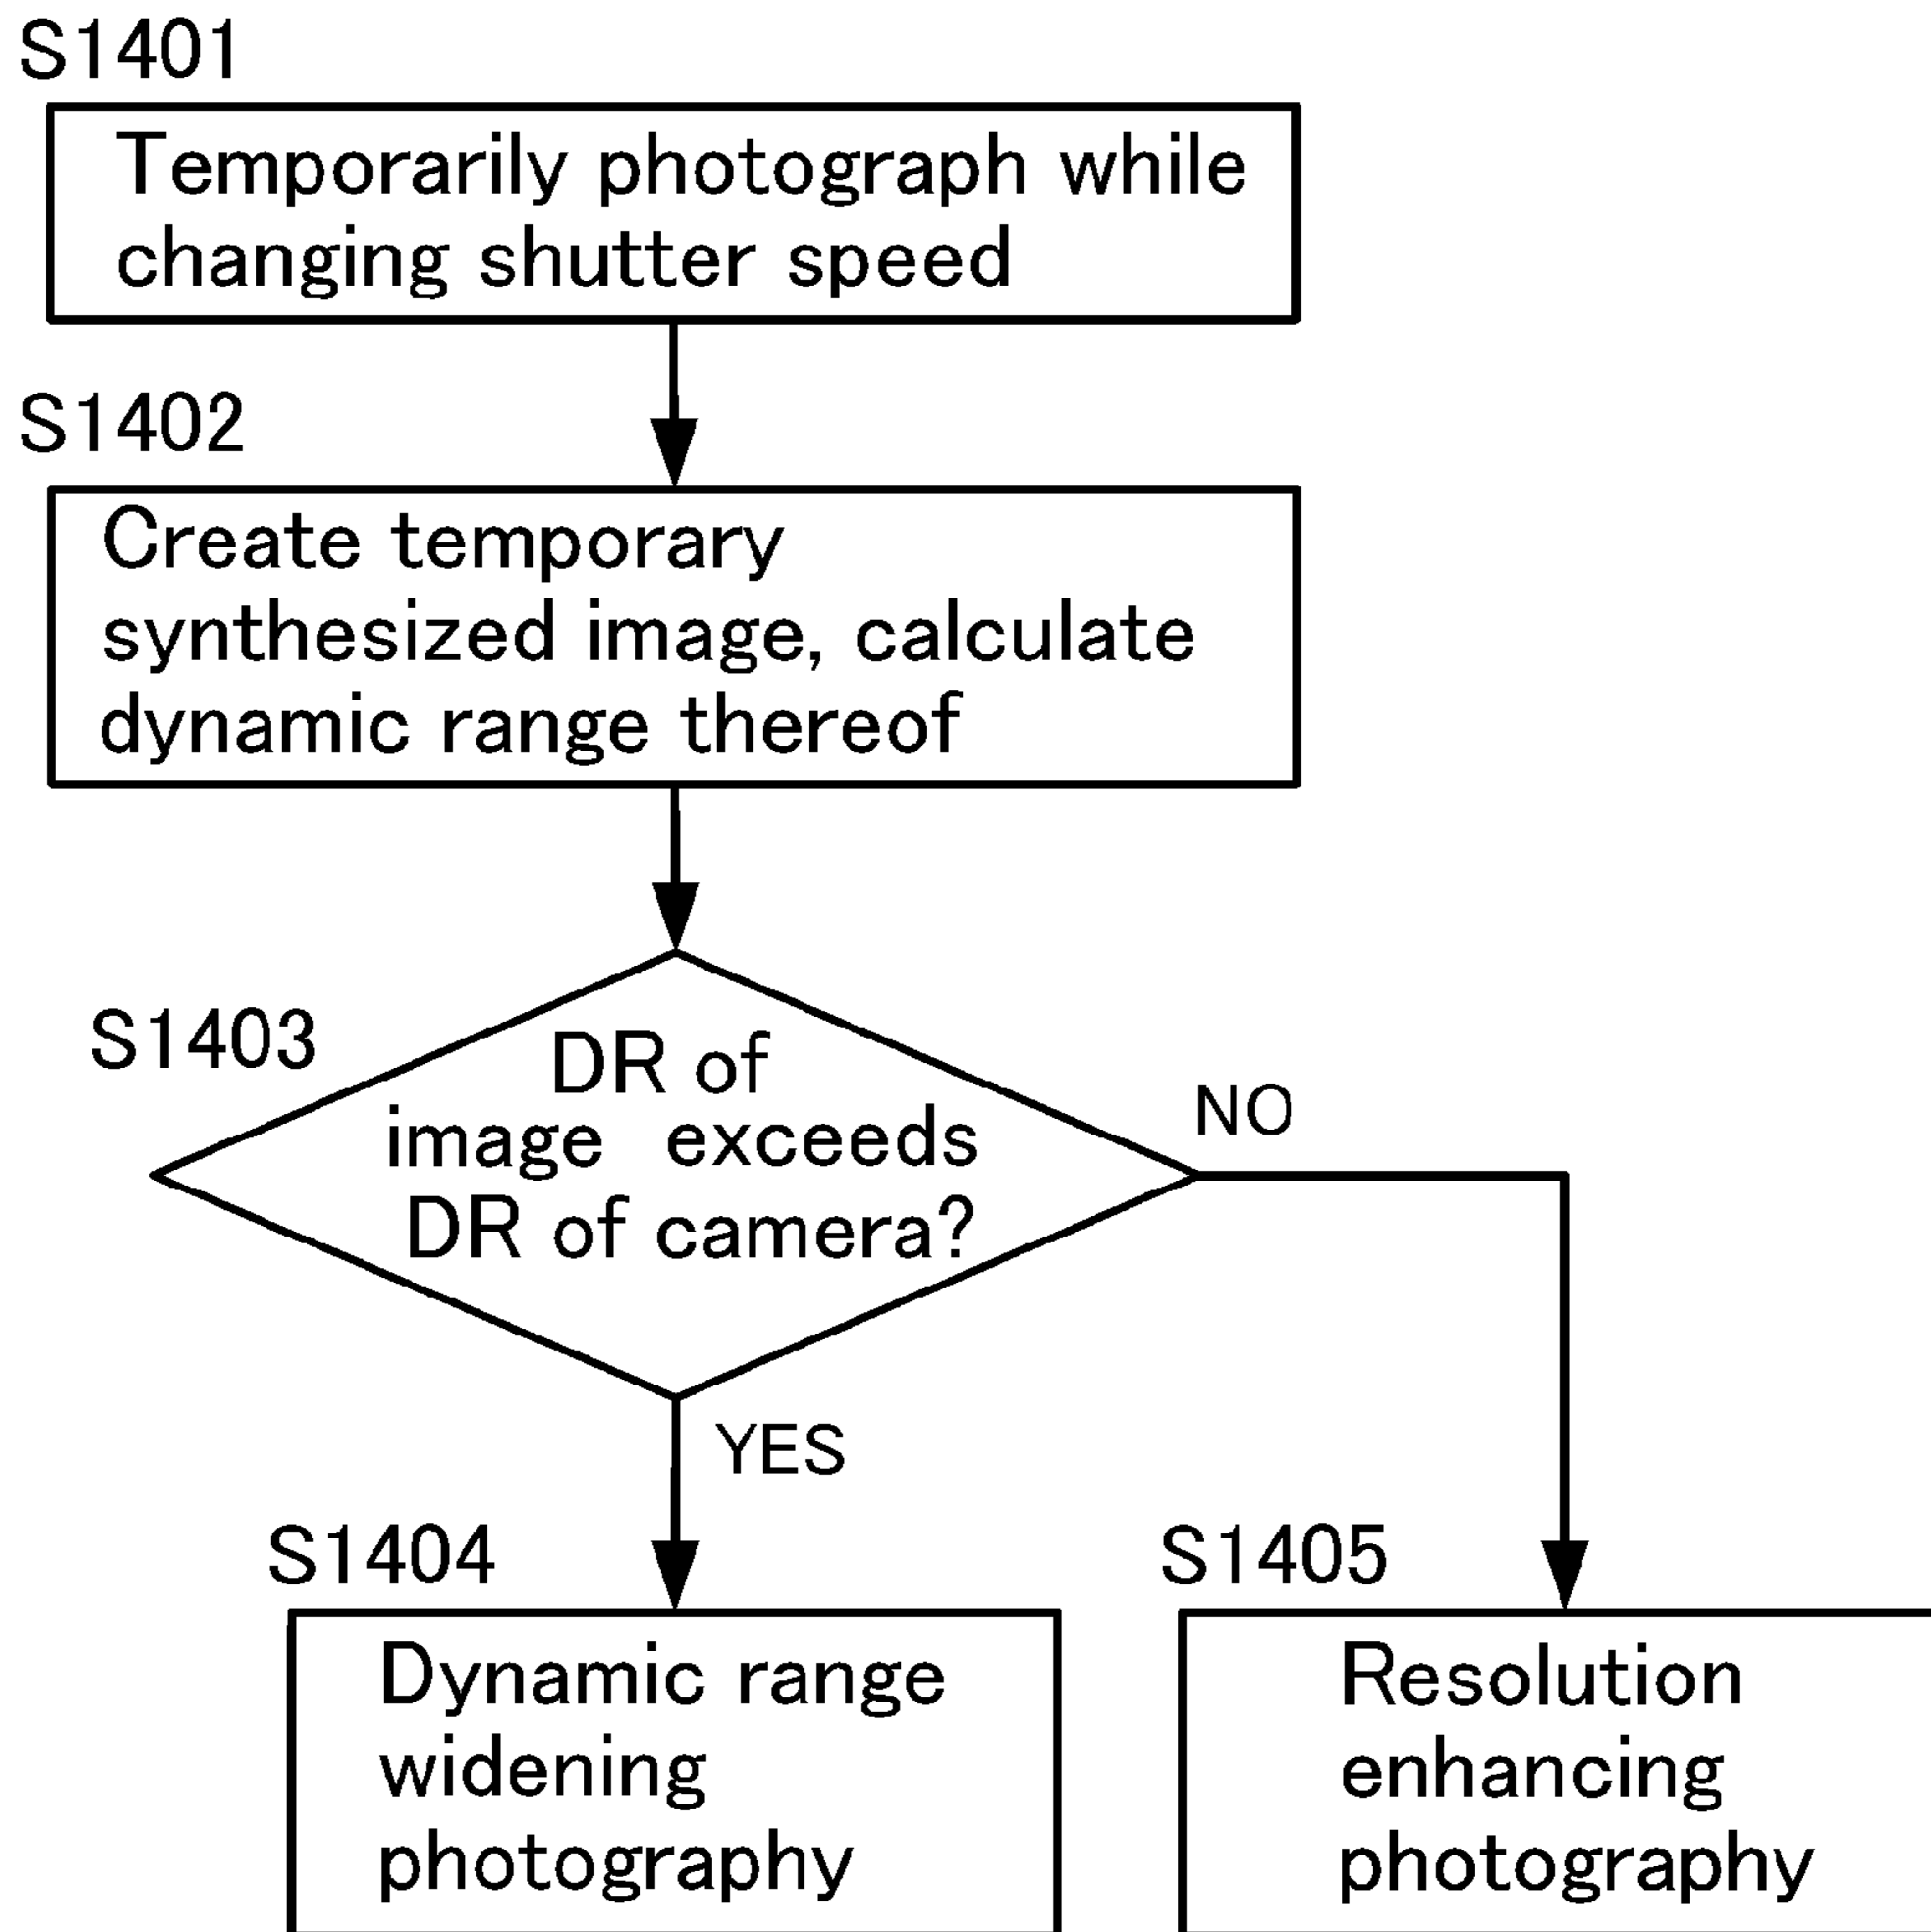 S1401
Temporarily photograph while
changing shutter speed
S1402
Create temporary
synthesized image, calculate
dynamic range thereof
S1403
DR of
image exceeds
DR of camera?
NO
YES
S1404
Dynamic range
widening
photography
S1405
Resolution
enhancing
photography